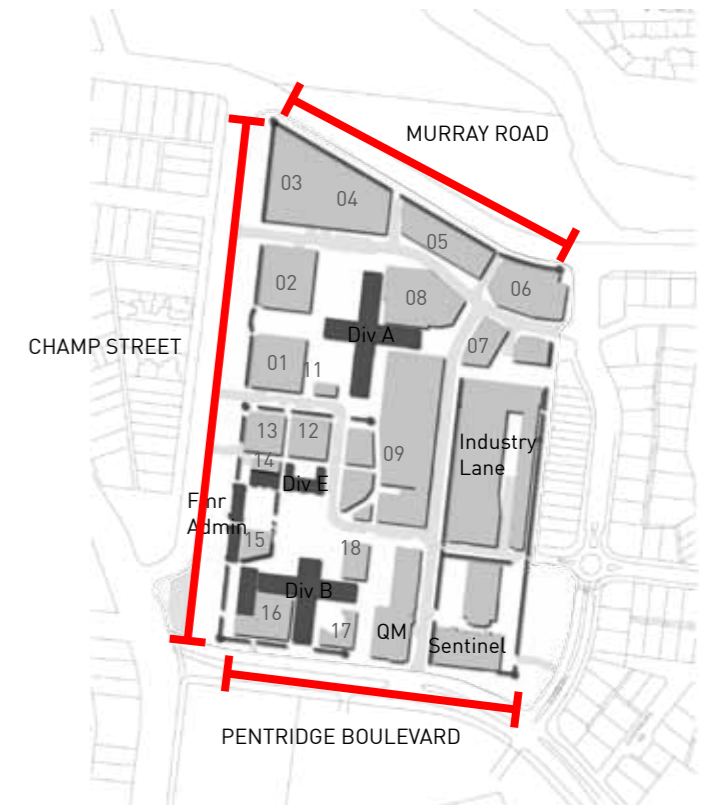 MURRAY ROAD
03
04
05
02
08
06
Div A
07
CHAMP STREET
01
11
13
12
Industry
Lane
09
14
Div E
Fmr
Admin
15
18
Div B
16
17
QM
Sentinel
PENTRIDGE BOULEVARD